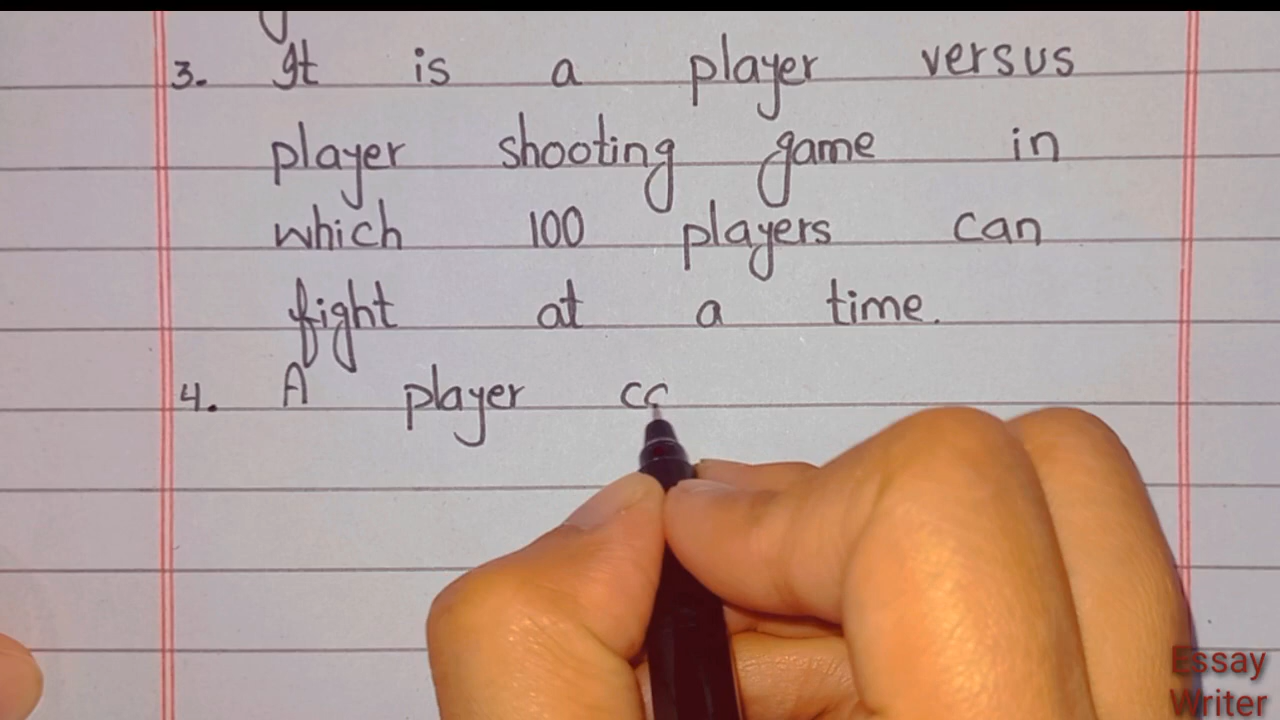 3. It is a player versus
player shooting game in
which 100 players can
fight at a time.
4. A player
Essay
Writer